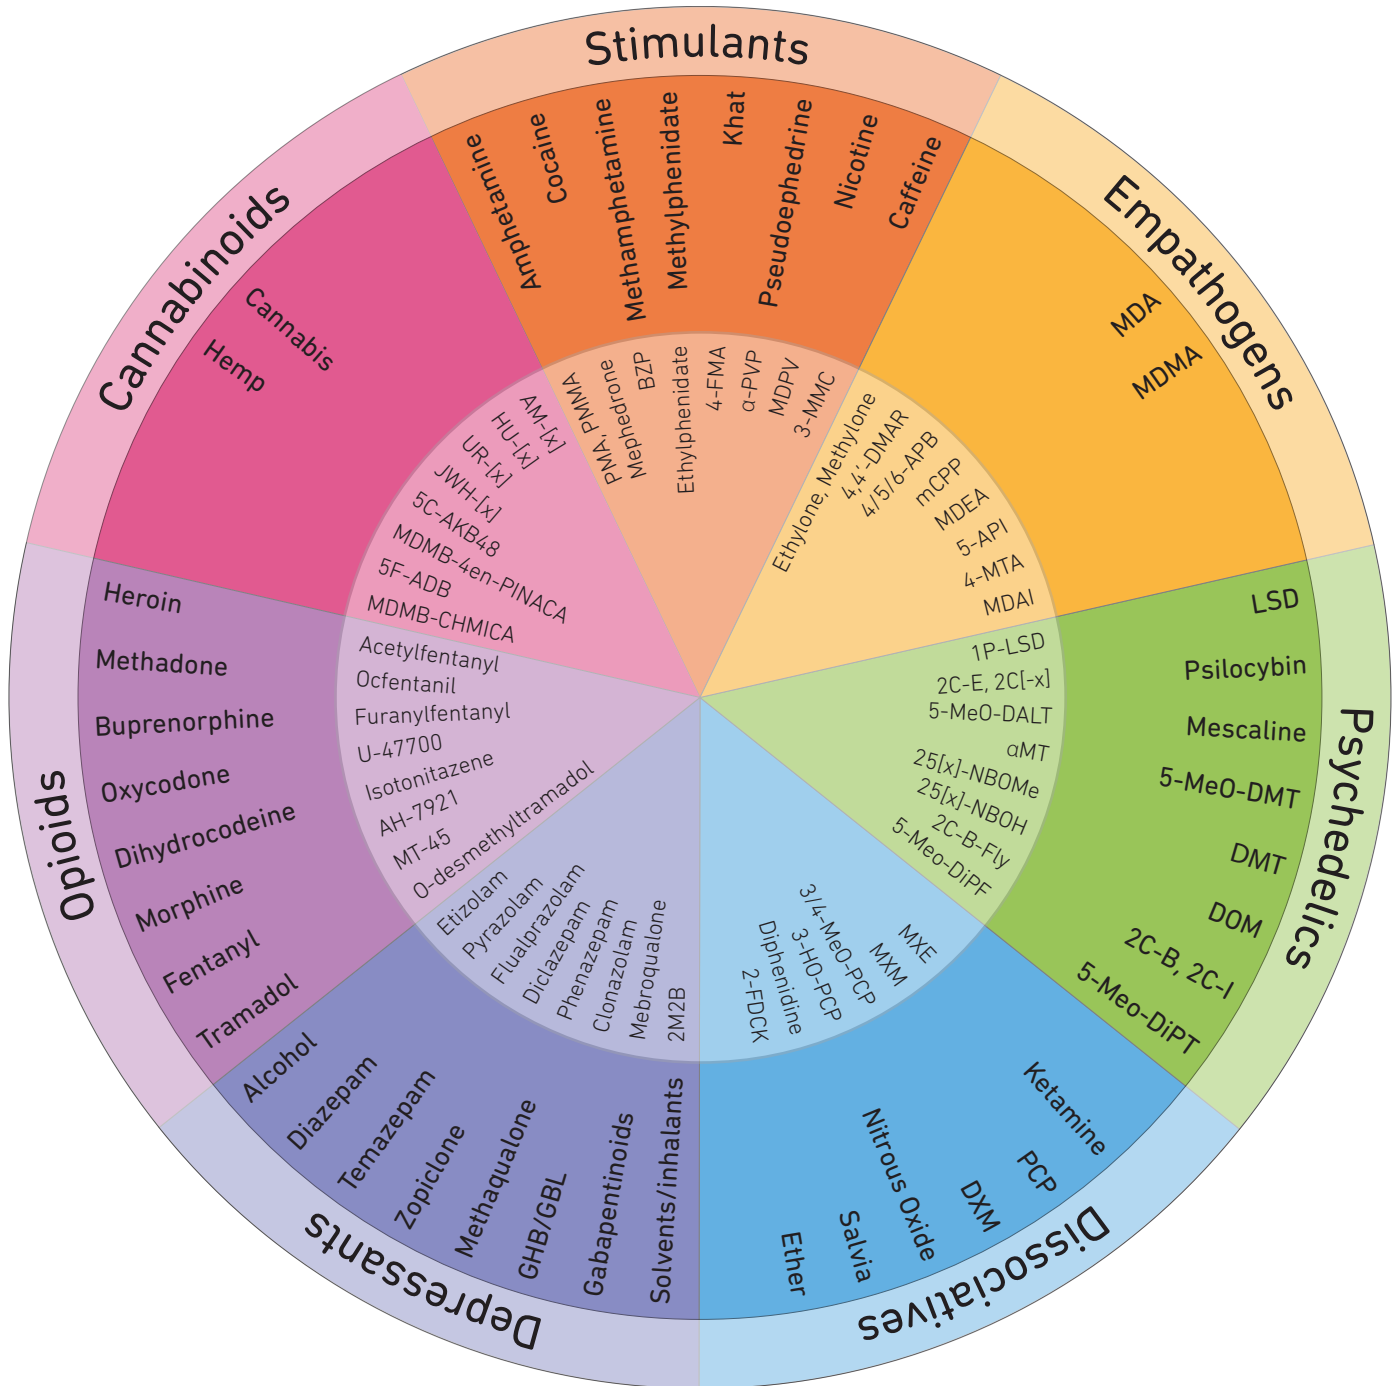 Stimulants
Amphetamine
Cocaine
Methamphetamine
Methylphenidate
Khat
Pseudoephedrine
Nicotine
Caffeine
PMA, PMMA
Mephedrone
BZP
Ethylphenidate
4-FMA
α-PVP
MDPV
3-MMC
Empathogens
MDA
MDMA
Ethylone, Methylone
4,4'-DMAR
4/5/6-APB
mCPP
MDEA
5-API
4-MTA
MDAI
Psychedelics
LSD
Psilocybin
Mescaline
5-MeO-DMT
DMT
DOM
2C-B, 2C-I
5-Meo-DiPT
1P-LSD
2C-E, 2C[-x]
5-MeO-DALT
αMT
25[x]-NBOMe
25[x]-NBOH
2C-B-Fly
5-Meo-DiPF
Dissociatives
Ketamine
PCP
DXM
Nitrous Oxide
Salvia
Ether
MXE
MXM
3/4-MeO-PCP
3-HO-PCP
Diphenidine
2-FDCK
Depressants
Alcohol
Diazepam
Temazepam
Zopiclone
Methaqualone
GHB/GBL
Gabapentinoids
Solvents/inhalants
Etizolam
Pyrazolam
Flualprazolam
Diclazepam
Phenazepam
Clonazolam
Mebroqualone
2M2B
Opioids
Heroin
Methadone
Buprenorphine
Oxycodone
Dihydrocodeine
Morphine
Fentanyl
Tramadol
Acetylfentanyl
Ocfentanil
Furanylfentanyl
U-47700
Isotonitazene
AH-7921
MT-45
O-desmethyltramadol
Cannabinoids
Cannabis
Hemp
AM-[x]
HU-[x]
UR-[x]
JWH-[x]
5C-AKB48
MDMB-4en-PINACA
5F-ADB
MDMB-CHMICA